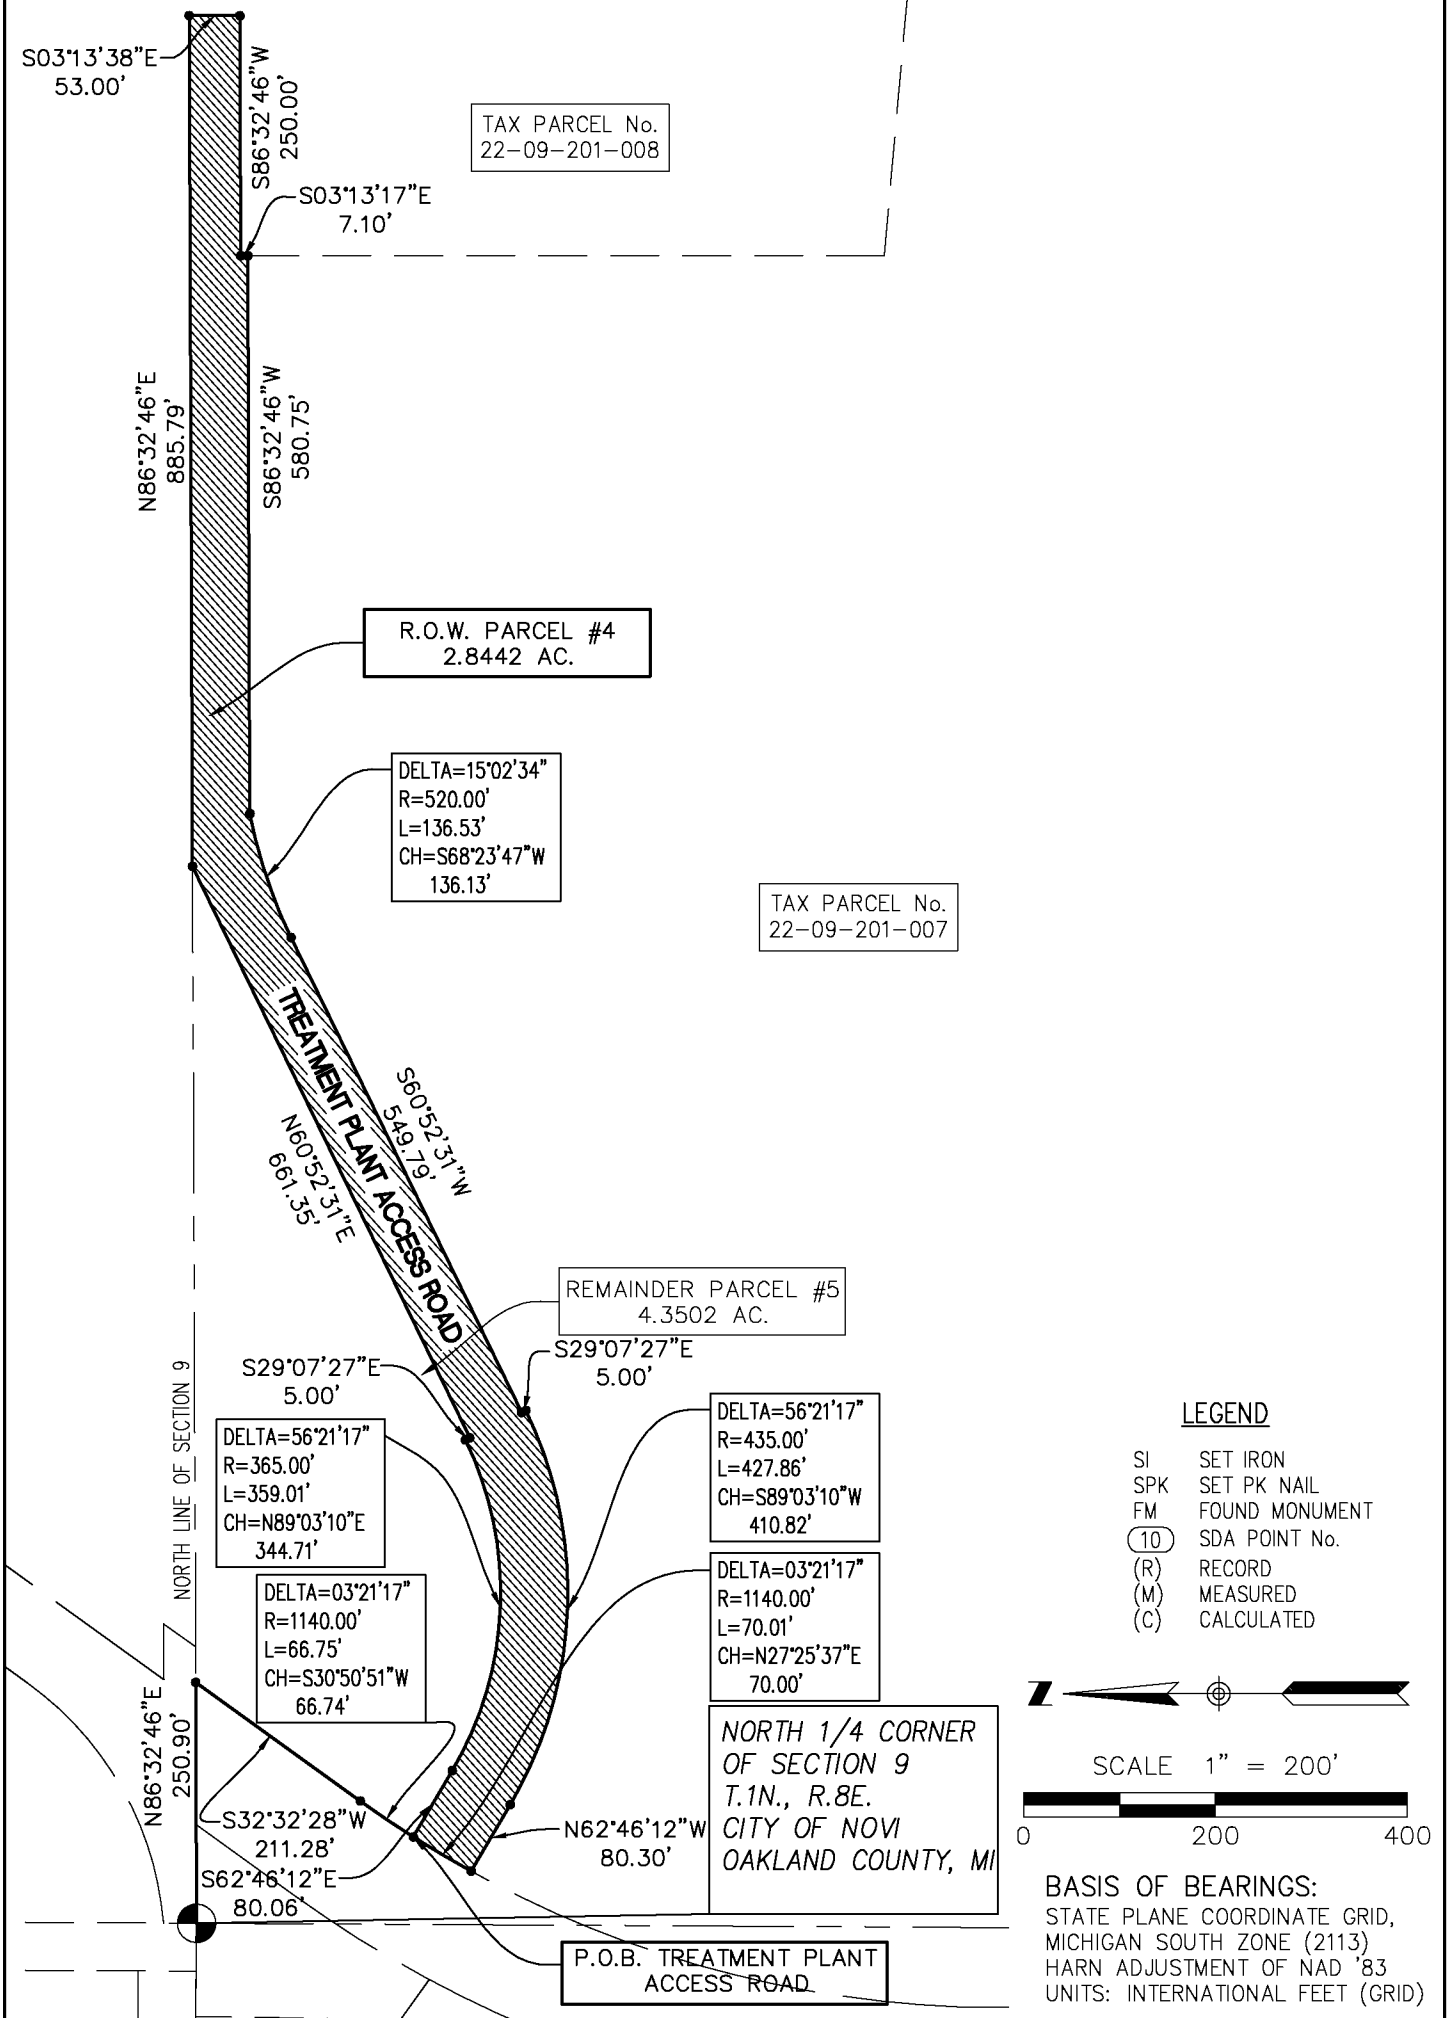 S03°13'38"E
53.00'
S86°32'46"W
250.00'
TAX PARCEL No.
22-09-201-008
S03°13'17"E
7.10'
N86°32'46"E
885.79'
S86°32'46"W
580.75'
R.O.W. PARCEL #4
2.8442 AC.
DELTA=15°02'34"
R=520.00'
L=136.53'
CH=S68°23'47"W
136.13'
TAX PARCEL No.
22-09-201-007
TREATMENT PLANT ACCESS ROAD
S60°52'31"W
549.79'
N60°52'31"E
661.35'
REMAINDER PARCEL #5
4.3502 AC.
S29°07'27"E
5.00'
S29°07'27"E
5.00'
NORTH LINE OF SECTION 9
DELTA=56°21'17"
R=365.00'
L=359.01'
CH=N89°03'10"E
344.71'
DELTA=56°21'17"
R=435.00'
L=427.86'
CH=S89°03'10"W
410.82'
DELTA=03°21'17"
R=1140.00'
L=66.75'
CH=S30°50'51"W
66.74'
DELTA=03°21'17"
R=1140.00'
L=70.01'
CH=N27°25'37"E
70.00'
N86°32'46"E
250.90'
S32°32'28"W
211.28'
S62°46'12"E
80.06'
N62°46'12"W
80.30'
NORTH 1/4 CORNER
OF SECTION 9
T.1N., R.8E.
CITY OF NOVI
OAKLAND COUNTY, MI
P.O.B. TREATMENT PLANT
ACCESS ROAD
LEGEND
SI SET IRON
SPK SET PK NAIL
FM FOUND MONUMENT
10 SDA POINT No.
(R) RECORD
(M) MEASURED
(C) CALCULATED
N
SCALE 1" = 200'
0 200 400
BASIS OF BEARINGS:
STATE PLANE COORDINATE GRID,
MICHIGAN SOUTH ZONE (2113)
HARN ADJUSTMENT OF NAD '83
UNITS: INTERNATIONAL FEET (GRID)